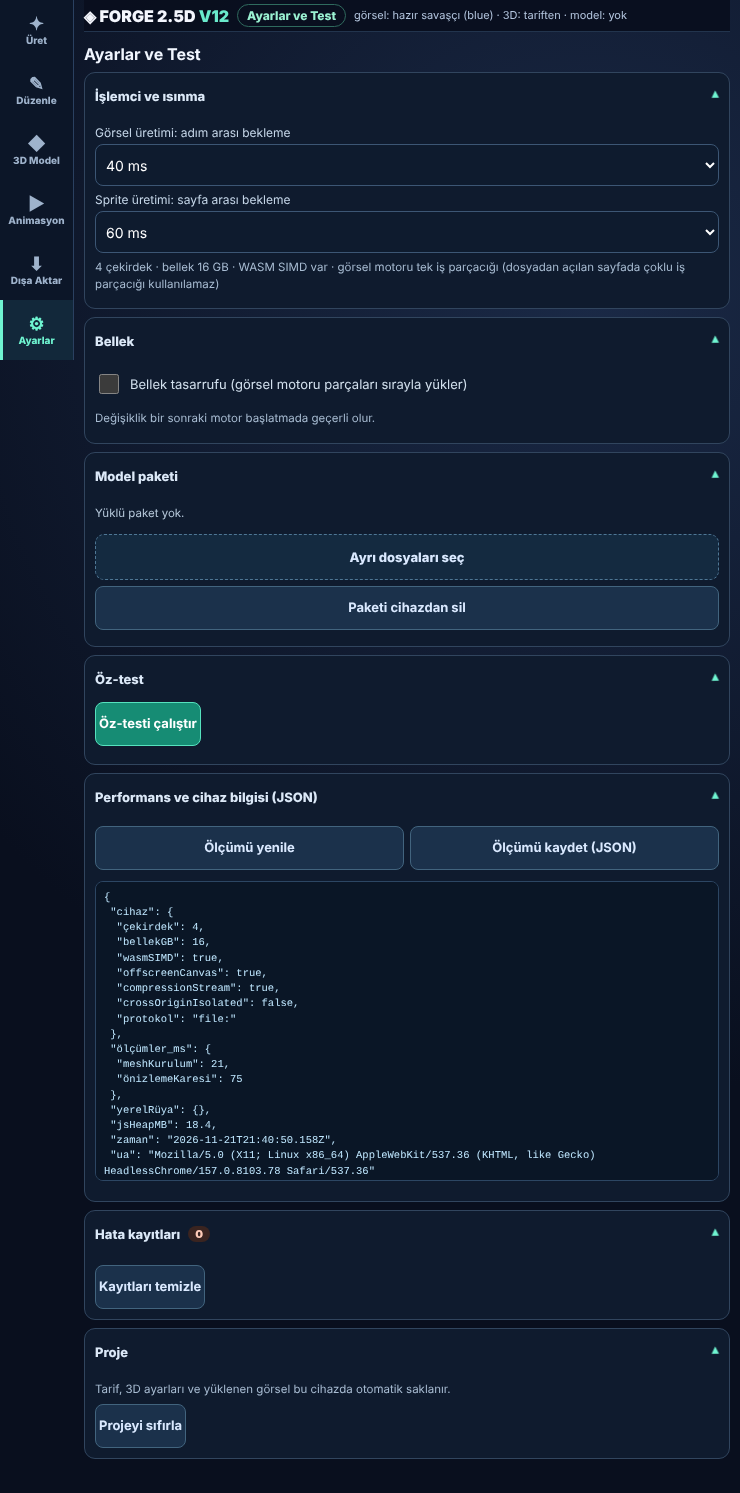 ◈ FORGE 2.5D V12 Ayarlar ve Test görsel: hazır savaşçı (blue) · 3D: tariften · model: yok
Üret
Düzenle
3D Model
Animasyon
Dışa Aktar
Ayarlar
Ayarlar ve Test
İşlemci ve ısınma
Görsel üretimi: adım arası bekleme
40 ms
Sprite üretimi: sayfa arası bekleme
60 ms
4 çekirdek · bellek 16 GB · WASM SIMD var · görsel motoru tek iş parçacığı (dosyadan açılan sayfada çoklu iş
parçacığı kullanılamaz)
Bellek
Bellek tasarrufu (görsel motoru parçaları sırayla yükler)
Değişiklik bir sonraki motor başlatmada geçerli olur.
Model paketi
Yüklü paket yok.
Ayrı dosyaları seç
Paketi cihazdan sil
Öz-test
Öz-testi çalıştır
Performans ve cihaz bilgisi (JSON)
Ölçümü yenile
Ölçümü kaydet (JSON)
{
"cihaz": {
"çekirdek": 4,
"bellekGB": 16,
"wasmSIMD": true,
"offscreenCanvas": true,
"compressionStream": true,
"crossOriginIsolated": false,
"protokol": "file:"
},
"ölçümler_ms": {
"meshKurulum": 21,
"önizlemeKaresi": 75
},
"yerelRüya": {},
"jsHeapMB": 18.4,
"zaman": "2026-11-21T21:40:50.158Z",
"ua": "Mozilla/5.0 (X11; Linux x86_64) AppleWebKit/537.36 (KHTML, like Gecko)
HeadlessChrome/157.0.8103.78 Safari/537.36"
Hata kayıtları 0
Kayıtları temizle
Proje
Tarif, 3D ayarları ve yüklenen görsel bu cihazda otomatik saklanır.
Projeyi sıfırla